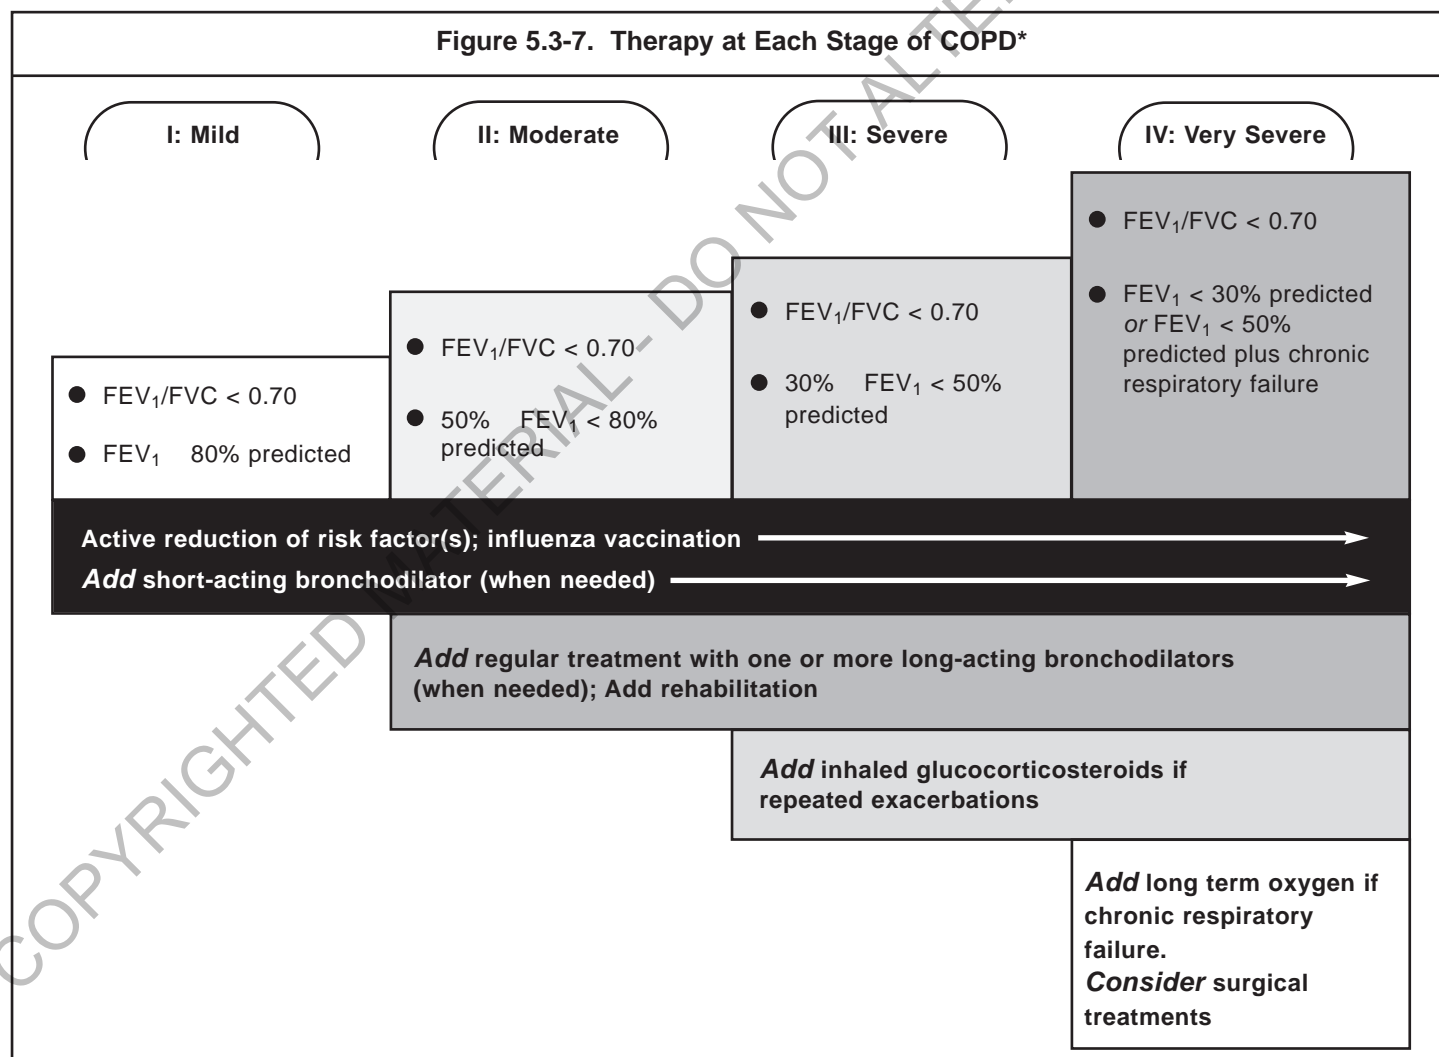 Figure 5.3-7. Therapy at Each Stage of COPD*
I: Mild
II: Moderate
III: Severe
IV: Very Severe
● FEV₁/FVC < 0.70
● FEV₁ 80% predicted
● FEV₁/FVC < 0.70
● 50% FEV₁ < 80%
predicted
● FEV₁/FVC < 0.70
● 30% FEV₁ < 50%
predicted
● FEV₁/FVC < 0.70
● FEV₁ < 30% predicted
or FEV₁ < 50%
predicted plus chronic
respiratory failure
Active reduction of risk factor(s); influenza vaccination
Add short-acting bronchodilator (when needed)
Add regular treatment with one or more long-acting bronchodilators
(when needed); Add rehabilitation
Add inhaled glucocorticosteroids if
repeated exacerbations
Add long term oxygen if
chronic respiratory
failure.
Consider surgical
treatments
COPYRIGHTED MATERIAL - DO NOT ALTE